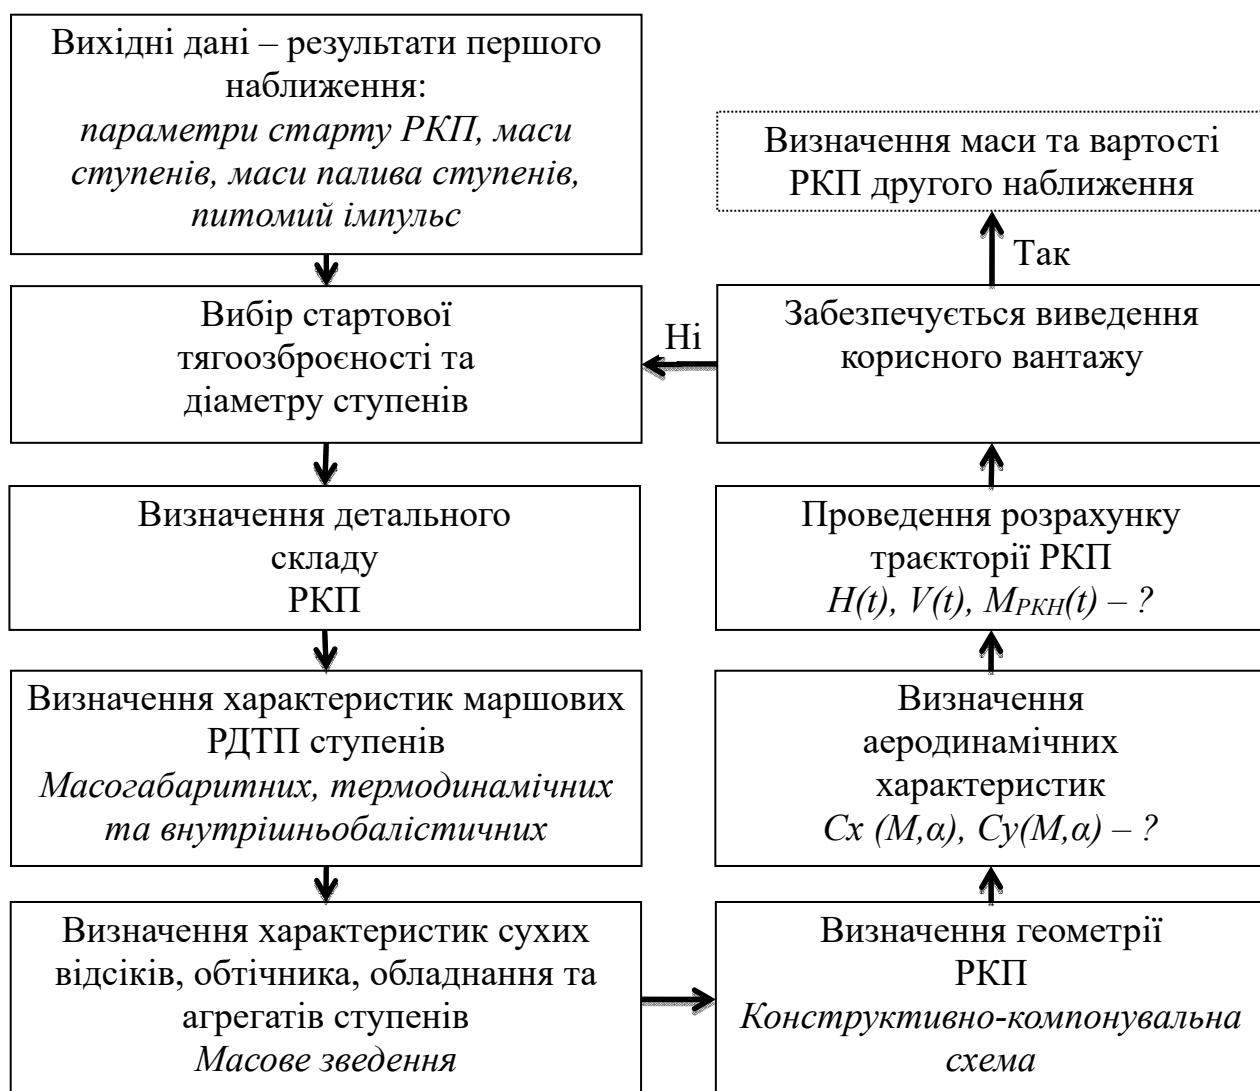 Вихідні дані – результати першого
наближення:
параметри старту РКП, маси
ступенів, маси палива ступенів,
питомий імпульс
Вибір стартової
тягоозброєності та
діаметру ступенів
Визначення детального
складу
РКП
Визначення характеристик маршових
РДТП ступенів
Масогабаритних, термодинамічних
та внутрішньобалістичних
Визначення характеристик сухих
відсіків, обтічника, обладнання та
агрегатів ступенів
Масове зведення
Визначення геометрії
РКП
Конструктивно-компонувальна
схема
Визначення
аеродинамічних
характеристик
Cx (M,α), Cy(M,α) – ?
Проведення розрахунку
траєкторії РКП
H(t), V(t), MРКН(t) – ?
Забезпечується виведення
корисного вантажу
Ні
Так
Визначення маси та вартості
РКП другого наближення